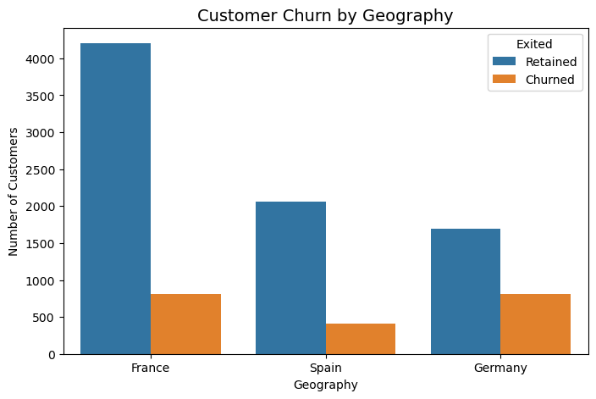 Customer Churn by Geography
Exited
Retained
Churned
Number of Customers
4000
3500
3000
2500
2000
1500
1000
500
0
France
Spain
Germany
Geography